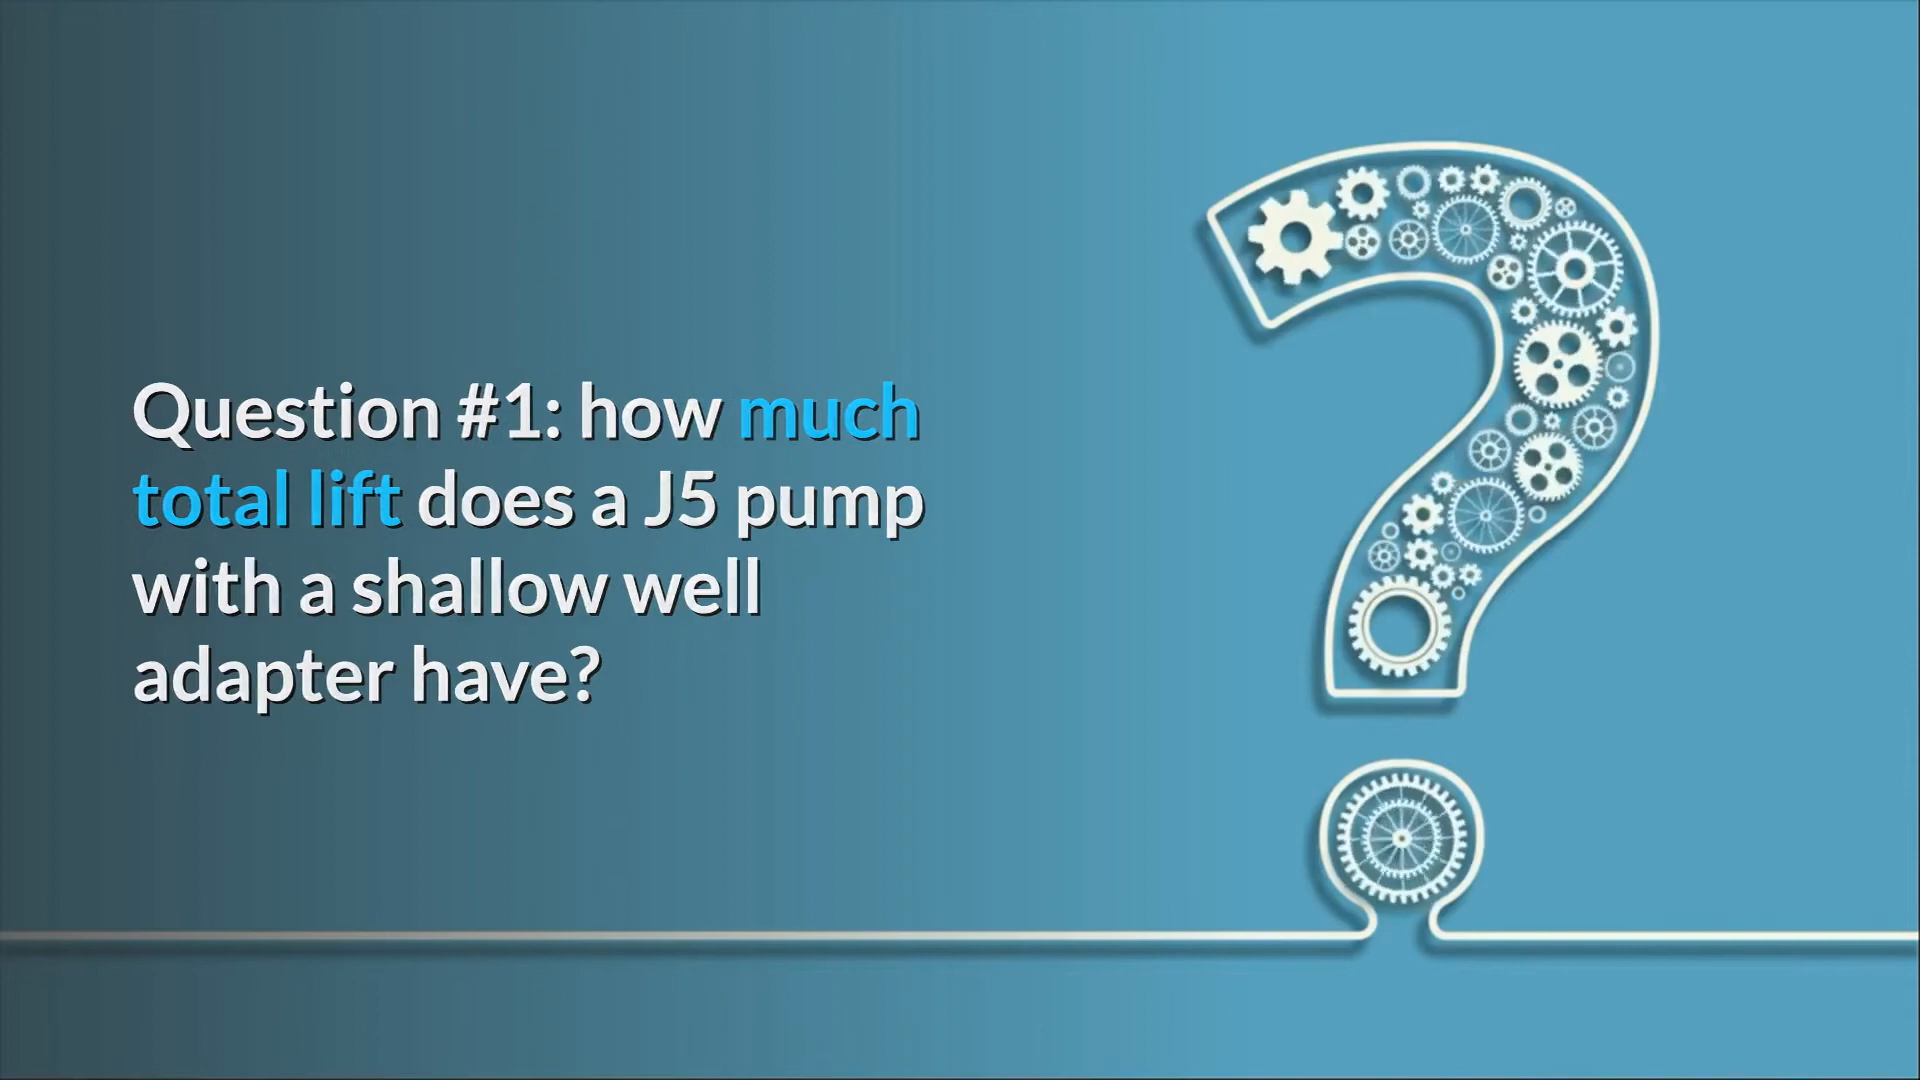 Question #1: how much
total lift does a J5 pump
with a shallow well
adapter have?